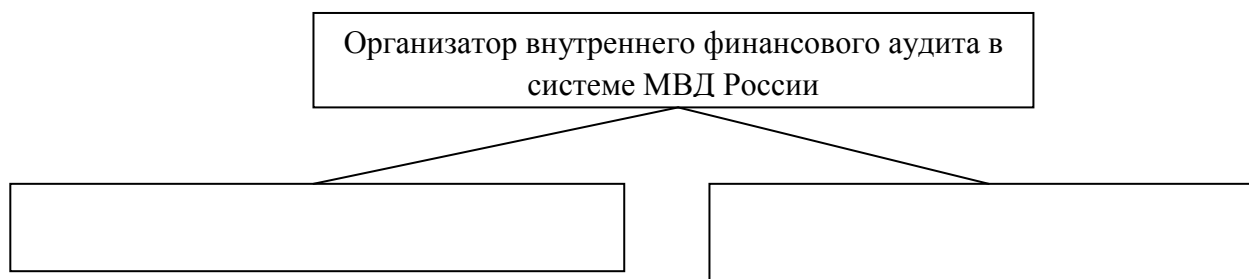 Организатор внутреннего финансового аудита в
системе МВД России